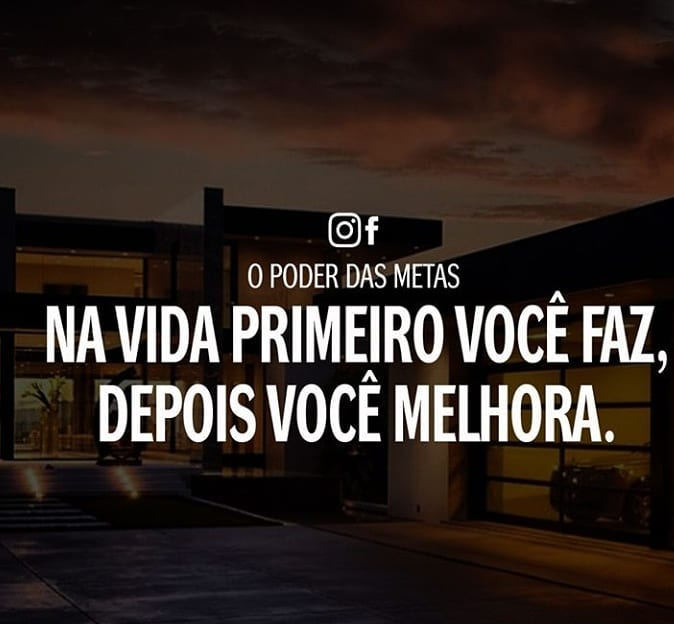 O PODER DAS METAS
NA VIDA PRIMEIRO VOCÊ FAZ,
DEPOIS VOCÊ MELHORA.